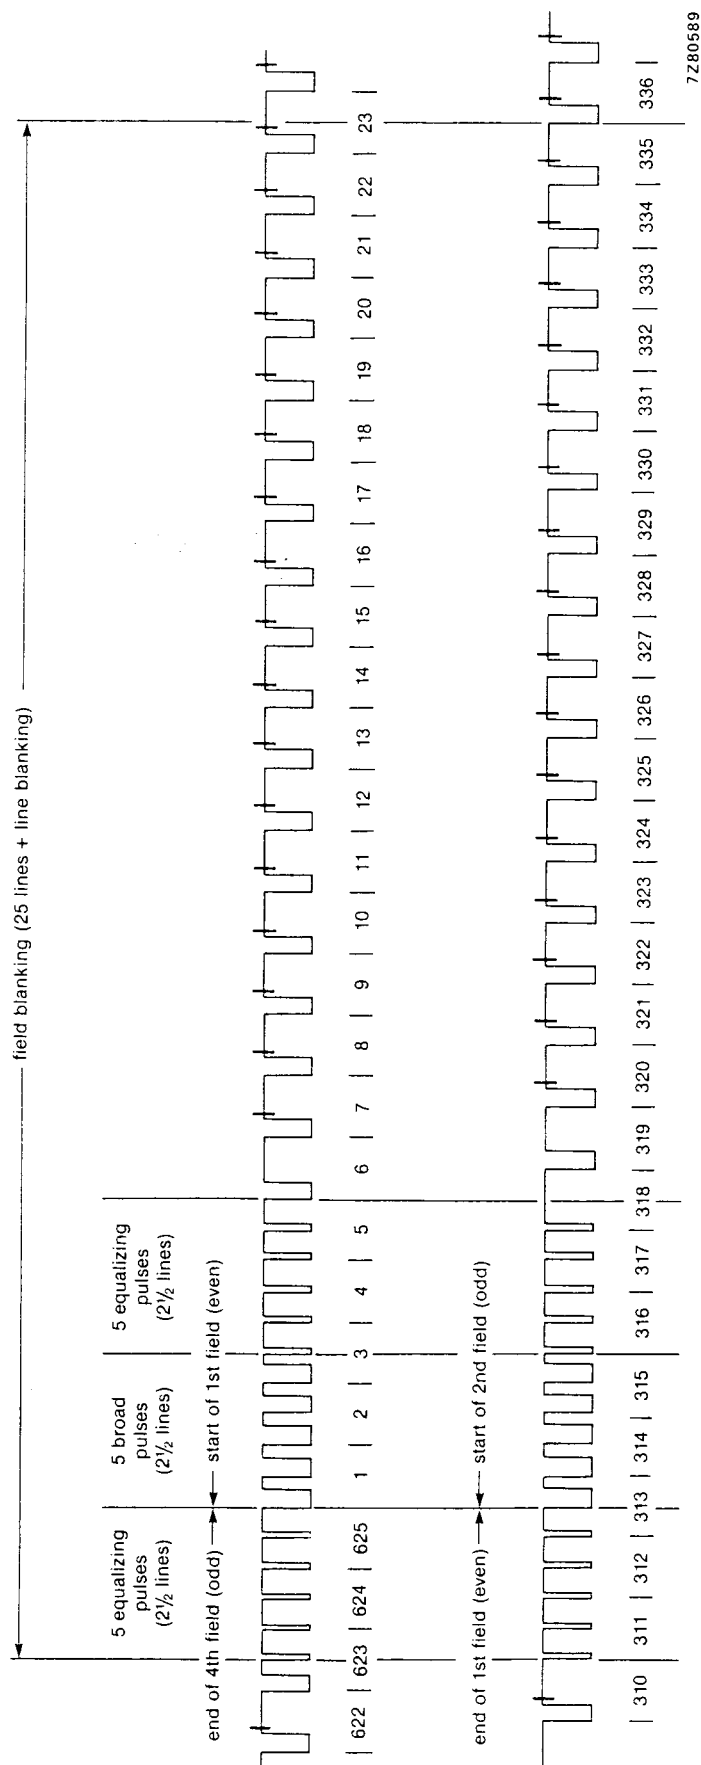 field blanking (25 lines + line blanking)
5 equalizing
pulses
(2½ lines)
5 broad
pulses
(2½ lines)
5 equalizing
pulses
(2½ lines)
end of 4th field (odd)
start of 1st field (even)
622 | 623 | 624 | 625 | 1 | 2 | 3 | 4 | 5 | 6 | 7 | 8 | 9 | 10 | 11 | 12 | 13 | 14 | 15 | 16 | 17 | 18 | 19 | 20 | 21 | 22 | 23 |
end of 1st field (even)
start of 2nd field (odd)
| 310 | 311 | 312 | 313 | 314 | 315 | 316 | 317 | 318 | 319 | 320 | 321 | 322 | 323 | 324 | 325 | 326 | 327 | 328 | 329 | 330 | 331 | 332 | 333 | 334 | 335 | 336 |
7Z80589